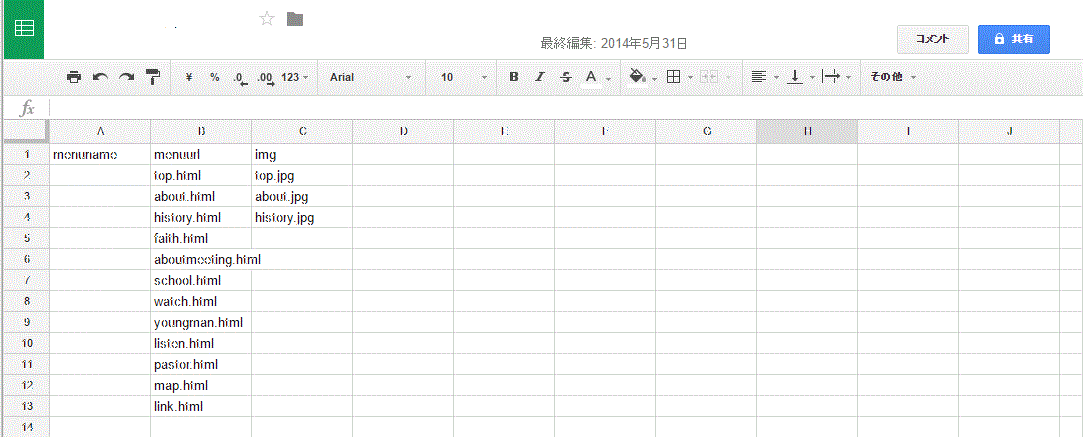 最終編集: 2014年5月31日
コメント
共有
¥ % .0 .00 123 Arial 10 B I S A その他
fx
A B C D E F G H I J
1 menuname menuurl img
2 top.html top.jpg
3 about.html about.jpg
4 history.html history.jpg
5 faith.html
6 aboutmeeting.html
7 school.html
8 watch.html
9 youngman.html
10 listen.html
11 pastor.html
12 map.html
13 link.html
14